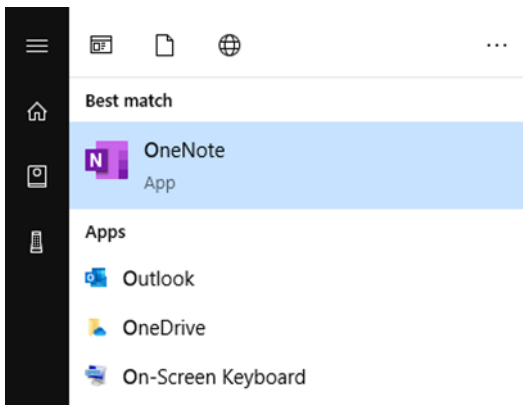 Best match
OneNote
App
Apps
Outlook
OneDrive
On-Screen Keyboard